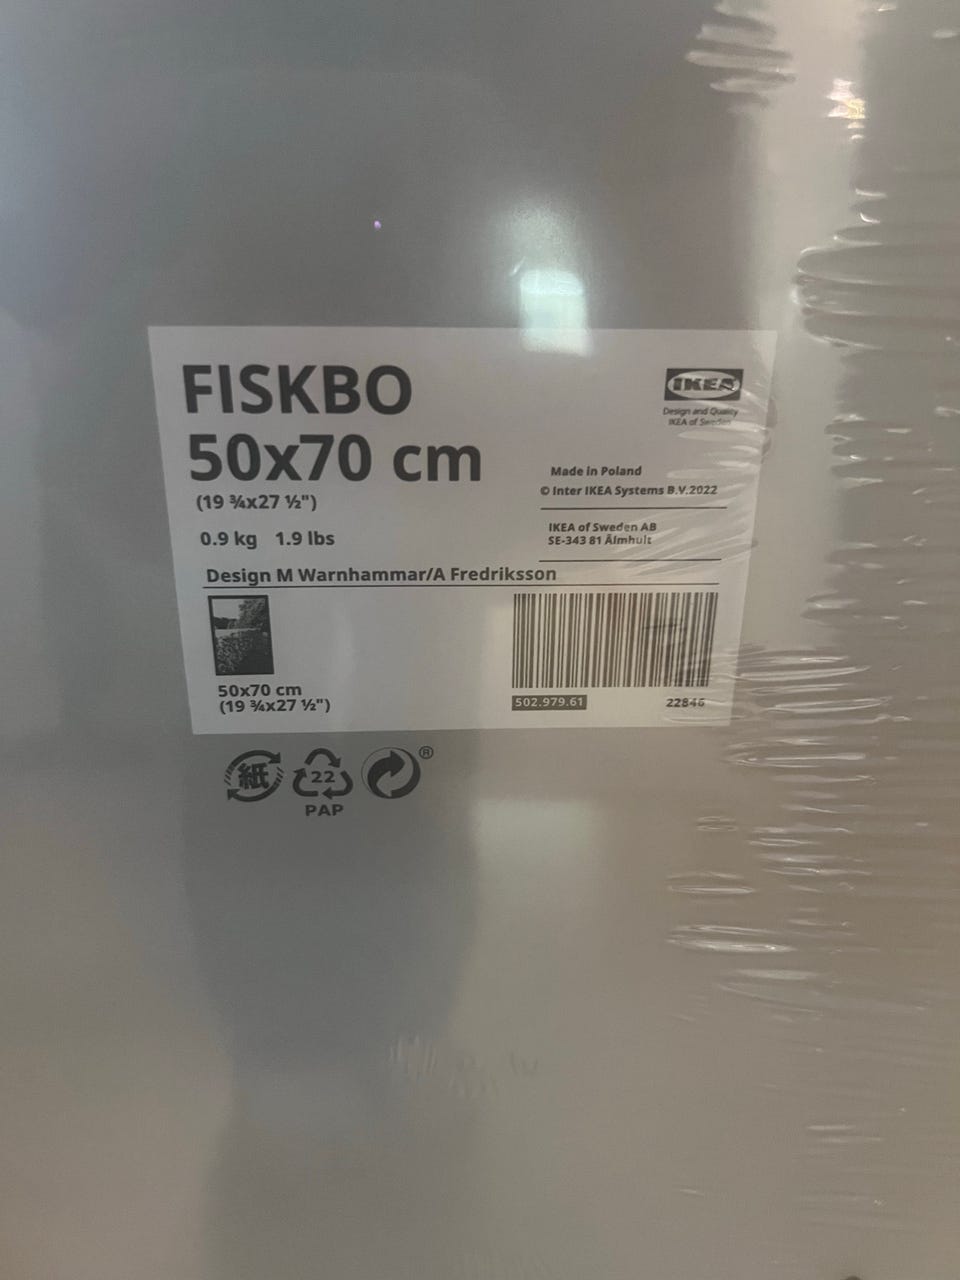 FISKBO
50x70 cm
(19 ¾x27 ½")
0.9 kg 1.9 lbs
Design M Warnhammar/A Fredriksson
IKEA
Design and Quality
IKEA of Sweden
Made in Poland
© Inter IKEA Systems B.V.2022
IKEA of Sweden AB
SE-343 81 Älmhult
50x70 cm
(19 ¾x27 ½")
502.979.61
22846
紙
22
PAP
®